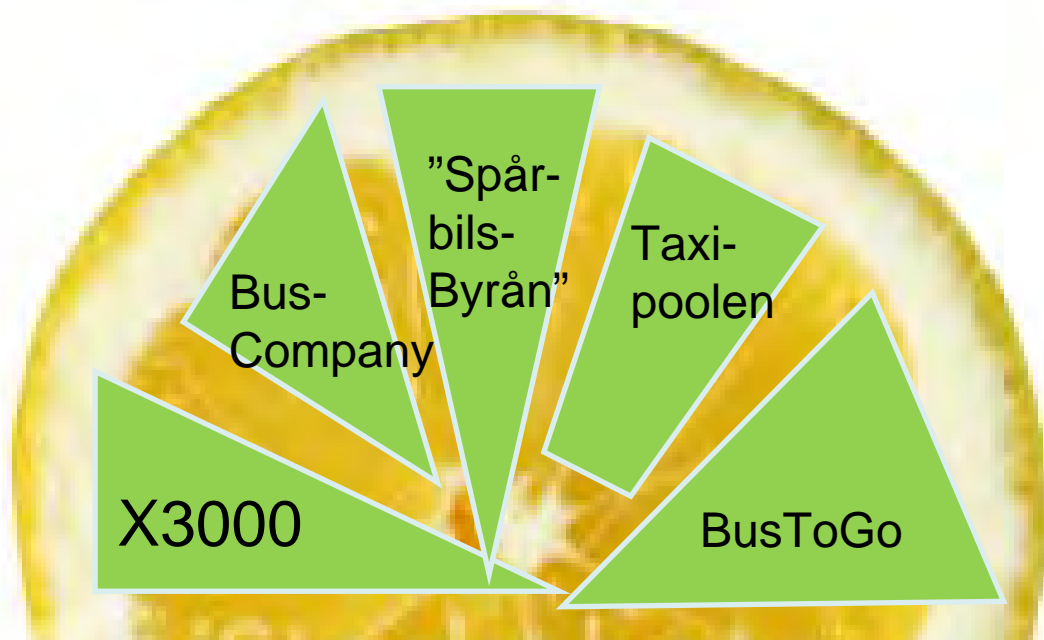 X3000
Bus-
Company
”Spår-
bils-
Byrån”
Taxi-
poolen
BusToGo